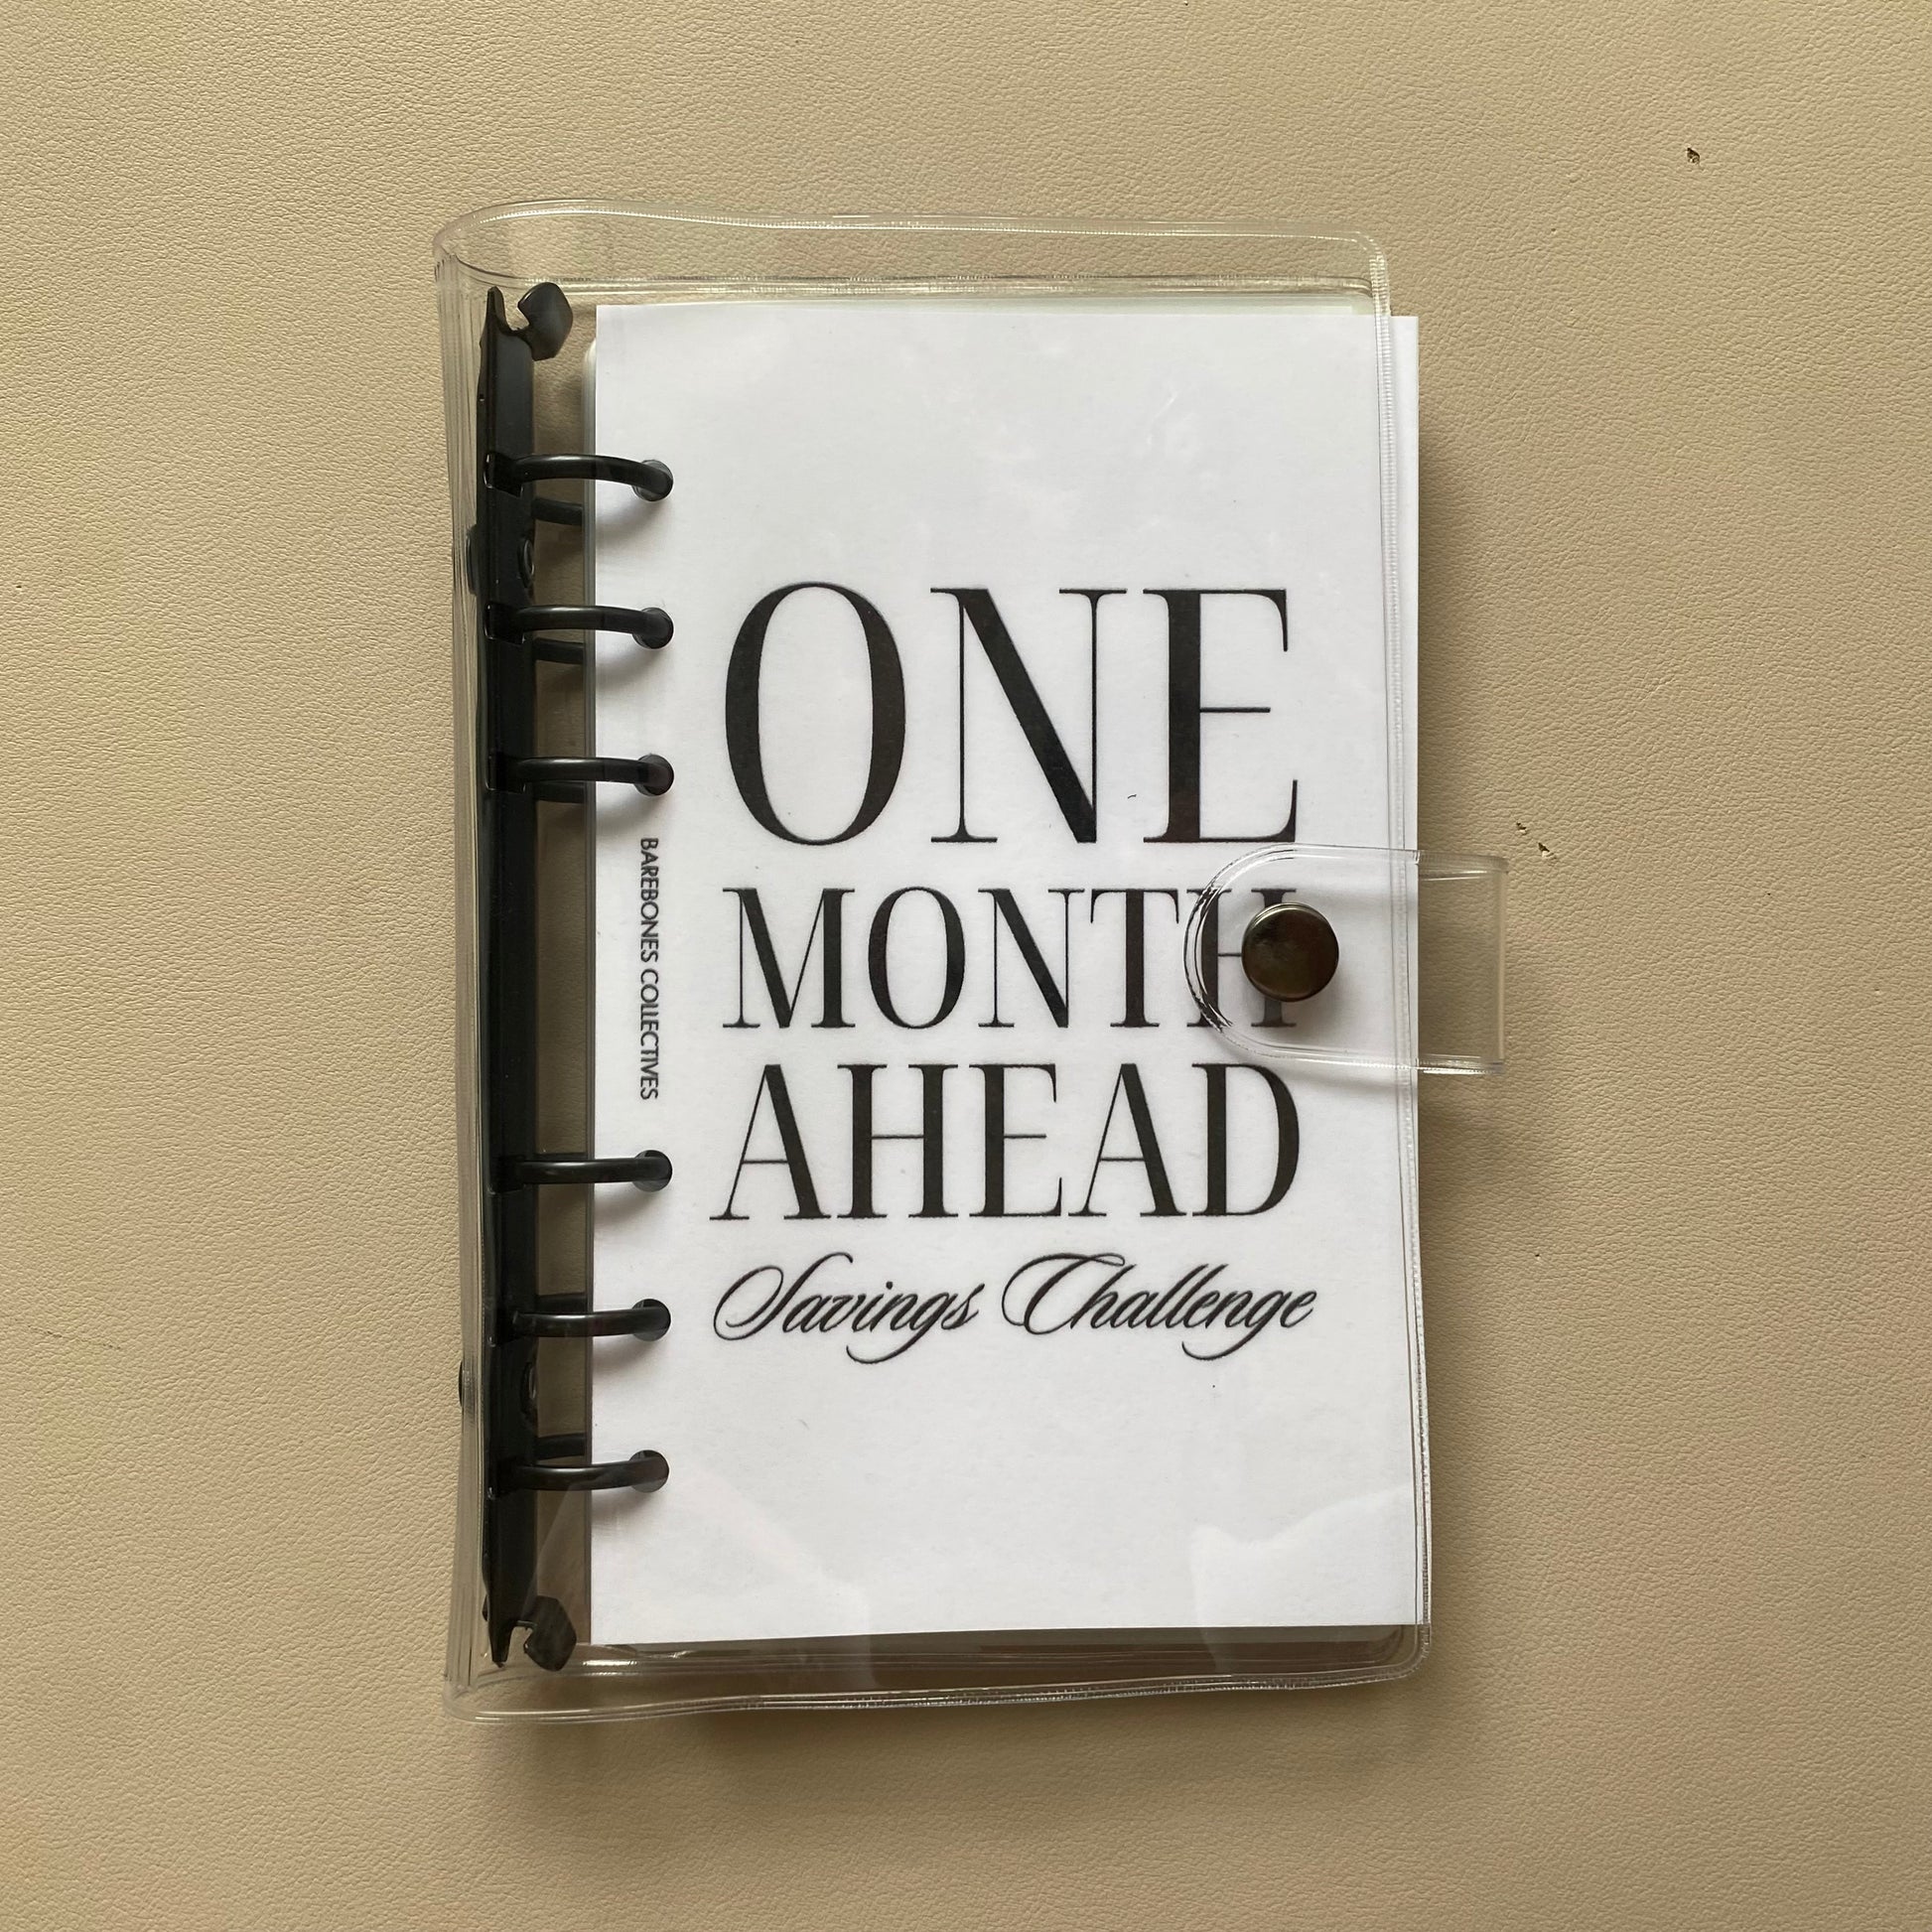 ONE
MONTH
AHEAD
Savings Challenge
BAREBONES COLLECTIVES